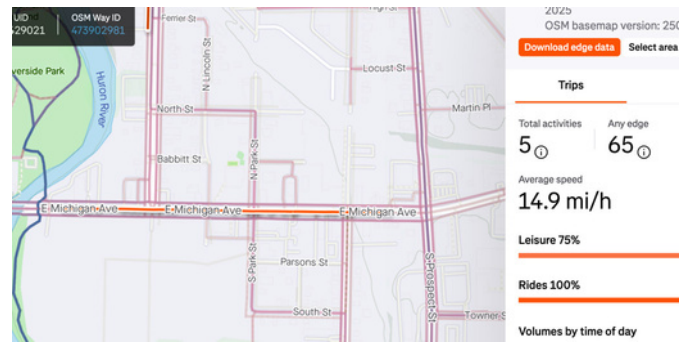 UID
OSM Way ID
429021
473902981
Ferrier St
High St
N Lincoln St
Locust St
verside Park
Huron River
North St
Martin Pl
Babbitt St
N Park St
E Michigan Ave
E Michigan Ave
E Michigan Ave
S Park St
Parsons St
S Prospect St
South St
Towner S
2025
OSM basemap version: 250
Download edge data
Select area
Trips
Total activities
Any edge
5
65
Average speed
14.9 mi/h
Leisure 75%
Rides 100%
Volumes by time of day